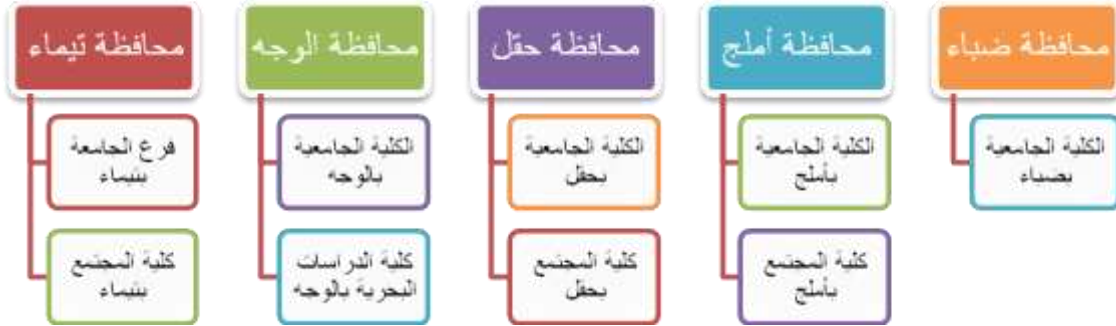 محافظة ضباء
الكلية الجامعية
بضباء
محافظة أملج
الكلية الجامعية
بأملج
كلية المجتمع
بأملج
محافظة حقل
الكلية الجامعية
بحقل
كلية المجتمع
بحقل
محافظة الوجه
الكلية الجامعية
بالوجه
كلية الدراسات
البحرية بالوجه
محافظة تيماء
فرع الجامعة
بتيماء
كلية المجتمع
بتيماء